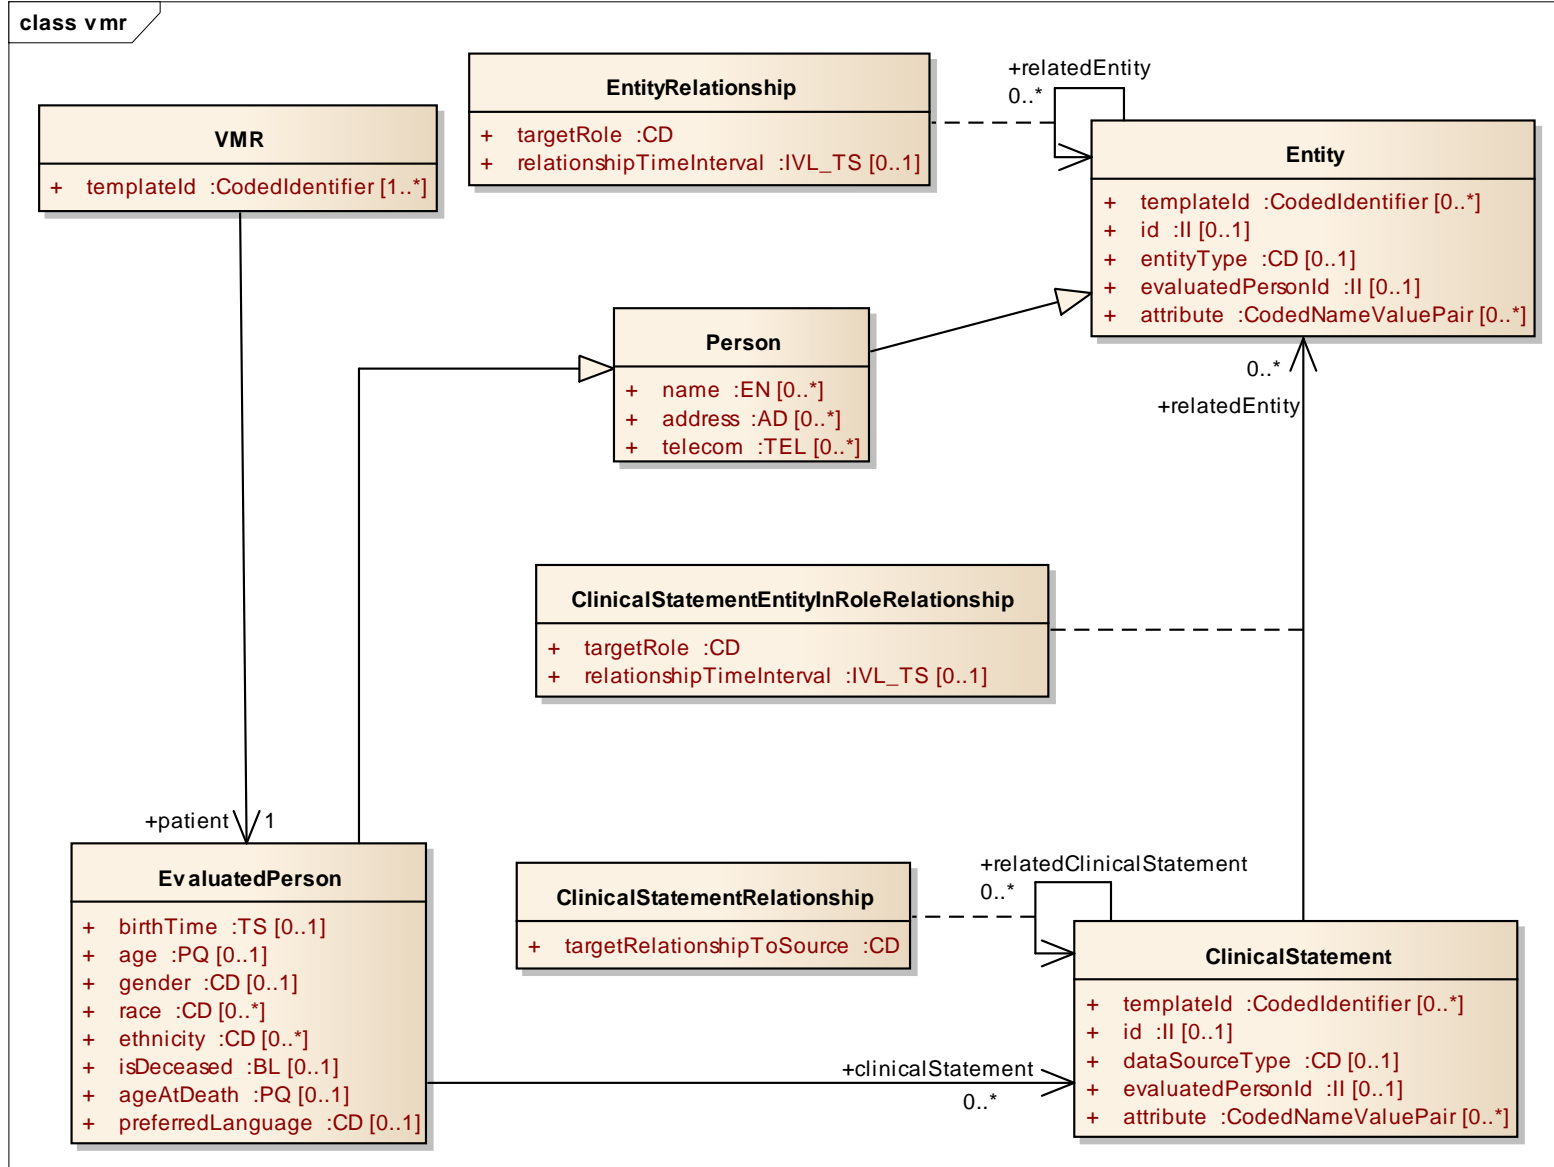 class vmr
VMR
+ templateId :CodedIdentifier [1..*]
EntityRelationship
+ targetRole :CD
+ relationshipTimeInterval :IVL_TS [0..1]
+relatedEntity
0..*
Entity
+ templateId :CodedIdentifier [0..*]
+ id :II [0..1]
+ entityType :CD [0..1]
+ evaluatedPersonId :II [0..1]
+ attribute :CodedNameValuePair [0..*]
Person
+ name :EN [0..*]
+ address :AD [0..*]
+ telecom :TEL [0..*]
0..*
+relatedEntity
ClinicalStatementEntityInRoleRelationship
+ targetRole :CD
+ relationshipTimeInterval :IVL_TS [0..1]
+patient 1
EvaluatedPerson
+ birthTime :TS [0..1]
+ age :PQ [0..1]
+ gender :CD [0..1]
+ race :CD [0..*]
+ ethnicity :CD [0..*]
+ isDeceased :BL [0..1]
+ ageAtDeath :PQ [0..1]
+ preferredLanguage :CD [0..1]
ClinicalStatementRelationship
+ targetRelationshipToSource :CD
+relatedClinicalStatement
0..*
+clinicalStatement
0..*
ClinicalStatement
+ templateId :CodedIdentifier [0..*]
+ id :II [0..1]
+ dataSourceType :CD [0..1]
+ evaluatedPersonId :II [0..1]
+ attribute :CodedNameValuePair [0..*]